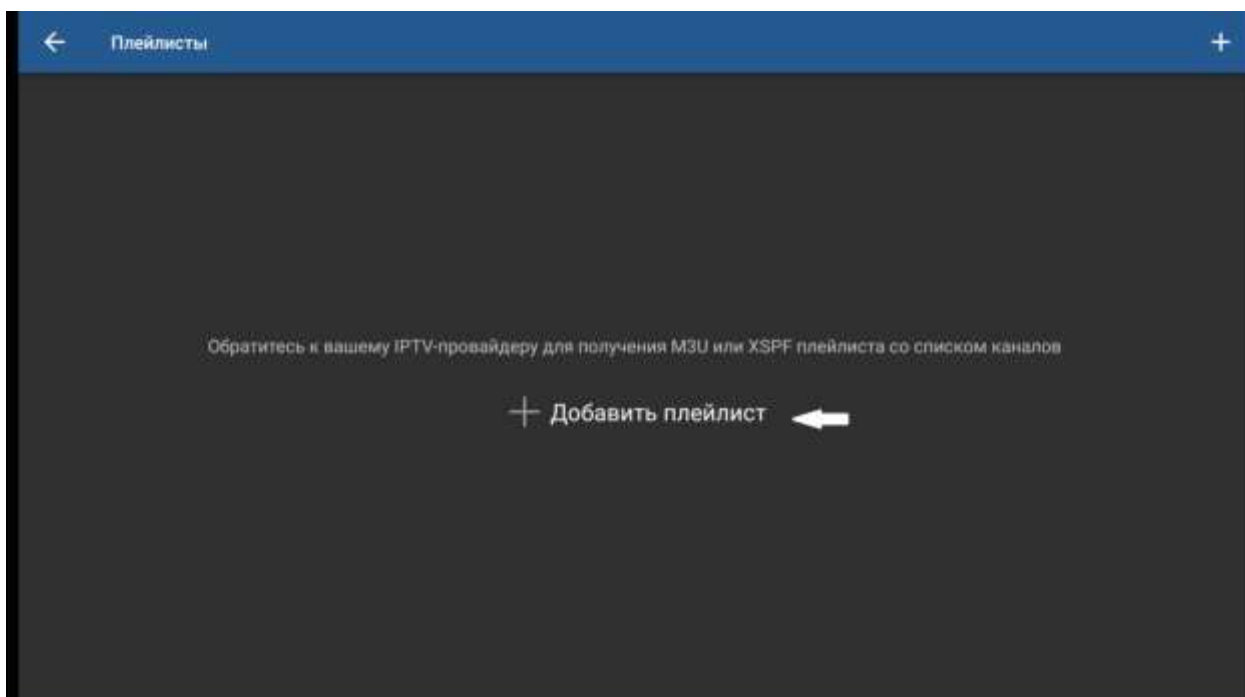 Плейлисты
Обратитесь к вашему IPTV-провайдеру для получения M3U или XSPF плейлиста со списком каналов
Добавить плейлист